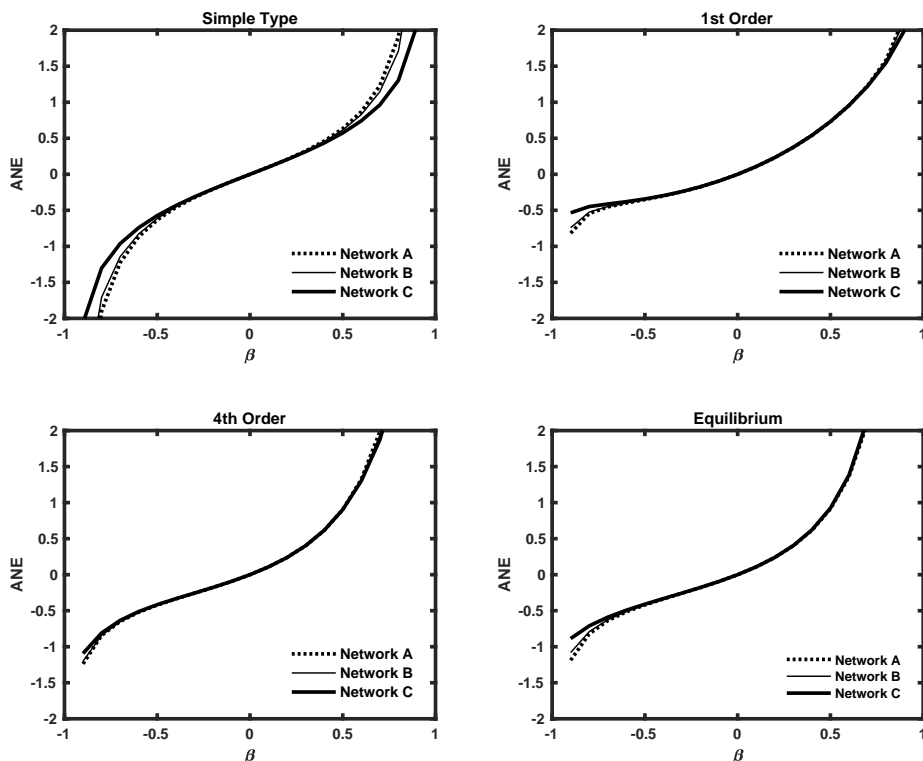 Simple Type
2
1.5
1
0.5
0
-0.5
-1
-1.5
-2
ANE
Network A
Network B
Network C
-1
-0.5
0
0.5
1
β
1st Order
2
1.5
1
0.5
0
-0.5
-1
-1.5
-2
ANE
Network A
Network B
Network C
-1
-0.5
0
0.5
1
β
4th Order
2
1.5
1
0.5
0
-0.5
-1
-1.5
-2
ANE
Network A
Network B
Network C
-1
-0.5
0
0.5
1
β
Equilibrium
2
1.5
1
0.5
0
-0.5
-1
-1.5
-2
ANE
Network A
Network B
Network C
-1
-0.5
0
0.5
1
β